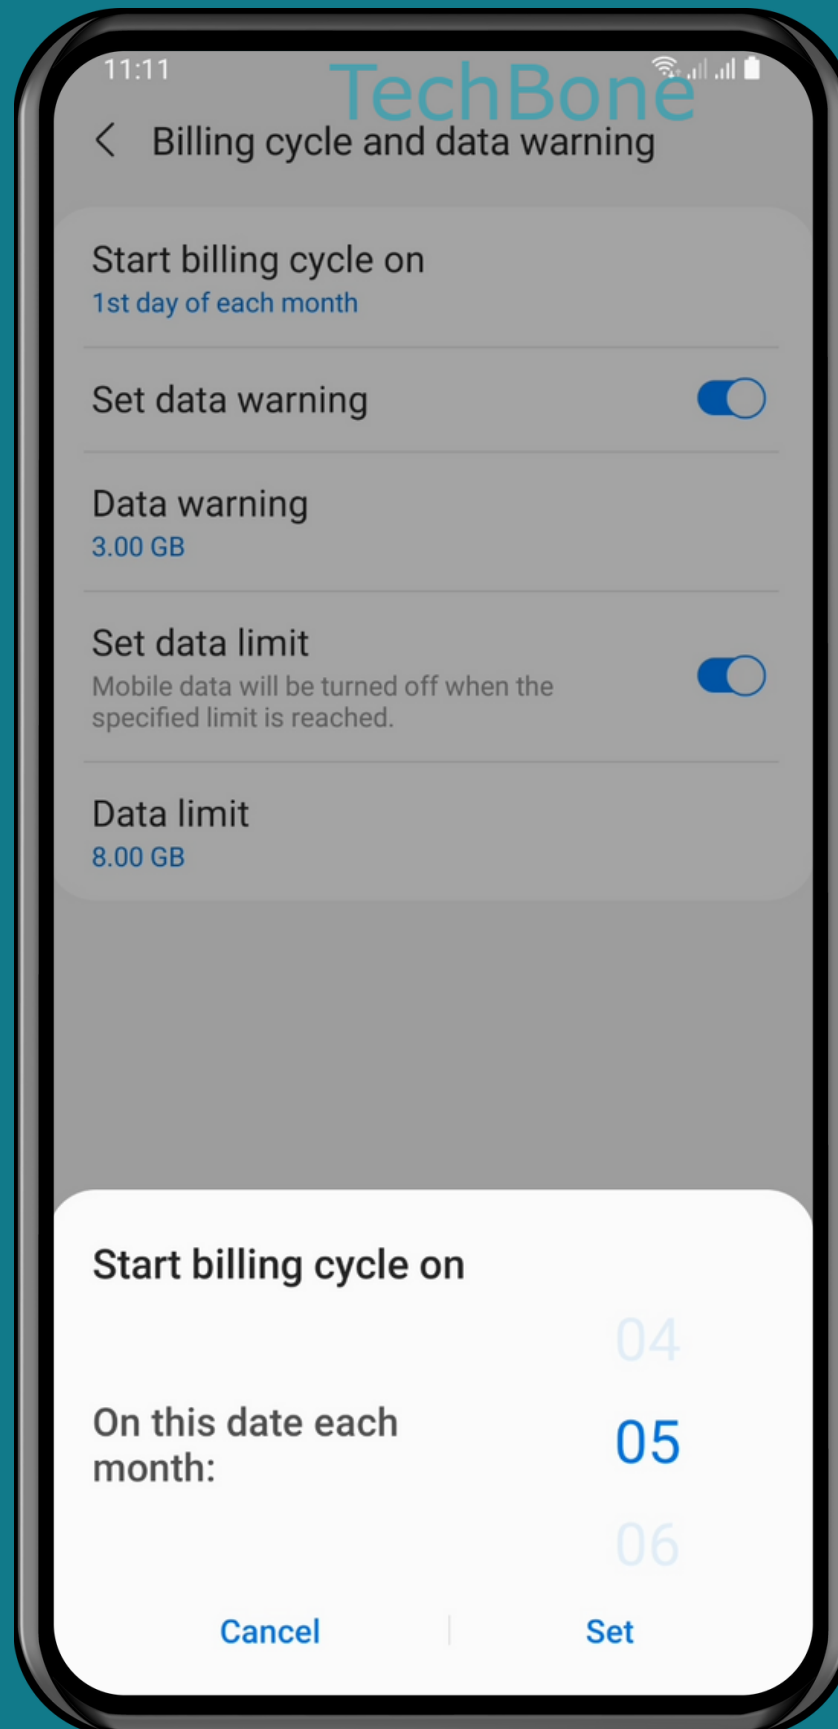 11:11
TechBone
Billing cycle and data warning
Start billing cycle on
1st day of each month
Set data warning
Data warning
3.00 GB
Set data limit
Mobile data will be turned off when the
specified limit is reached.
Data limit
8.00 GB
Start billing cycle on
04
On this date each
month:
05
06
Cancel
Set